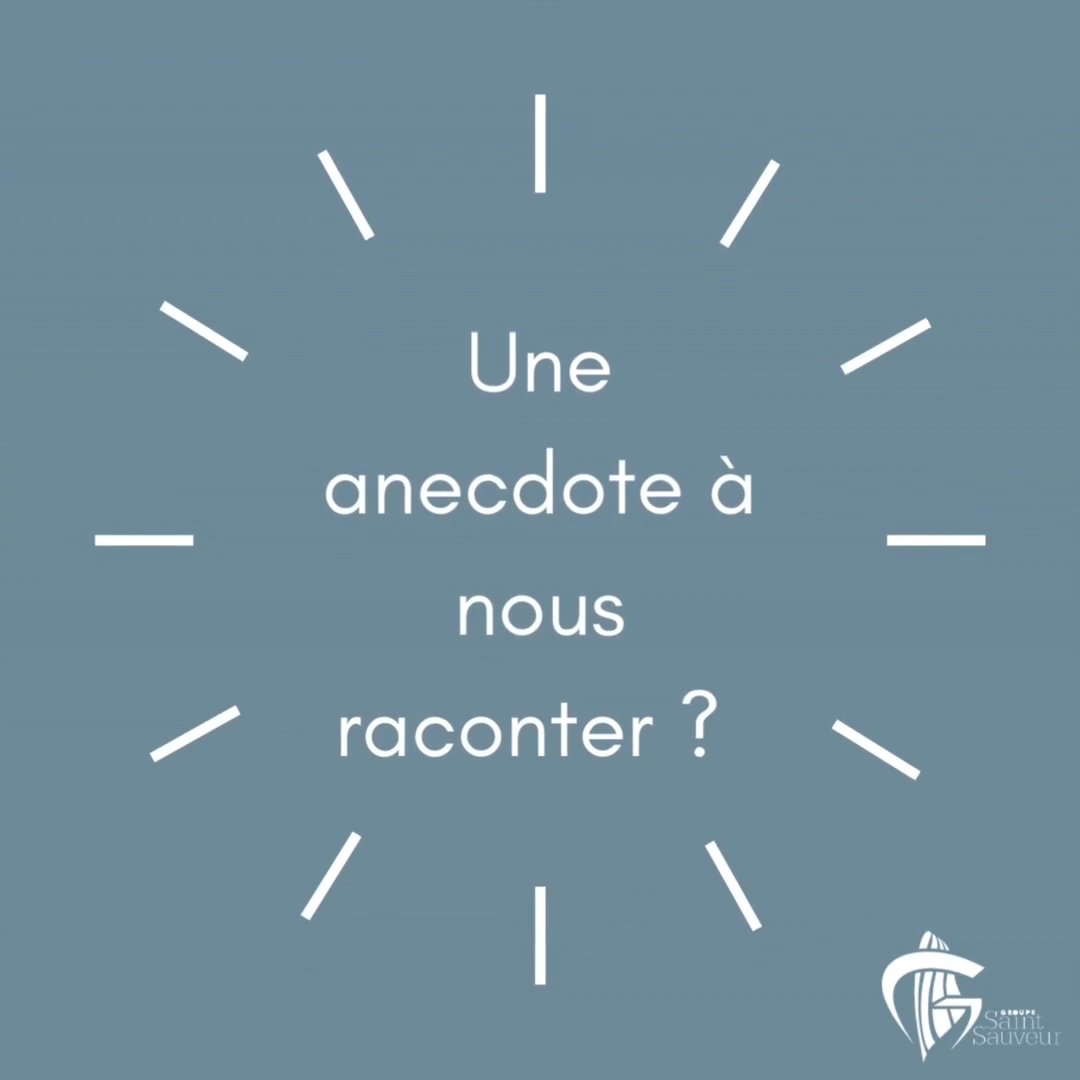 Une
anecdote à
nous
raconter ?
GROUPE
Saint
Sauveur